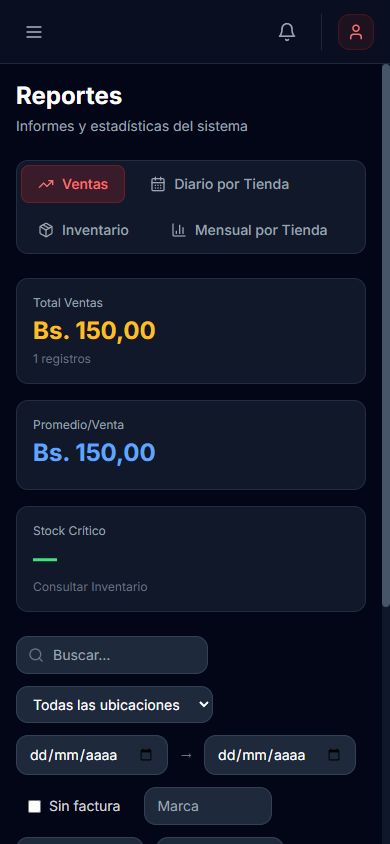 Reportes
Informes y estadísticas del sistema
Ventas
Diario por Tienda
Inventario
Mensual por Tienda
Total Ventas
Bs. 150,00
1 registros
Promedio/Venta
Bs. 150,00
Stock Crítico
—
Consultar Inventario
Buscar...
Todas las ubicaciones
dd/mm/aaaa → dd/mm/aaaa
Sin factura
Marca